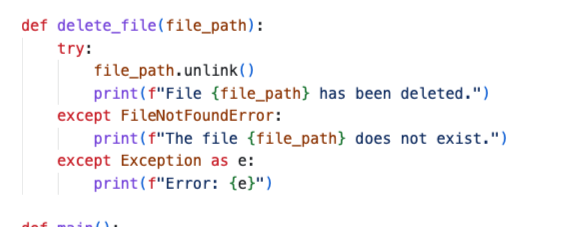 def delete_file(file_path):
    try:
        file_path.unlink()
        print(f"File {file_path} has been deleted.")
    except FileNotFoundError:
        print(f"The file {file_path} does not exist.")
    except Exception as e:
        print(f"Error: {e}")
def main():